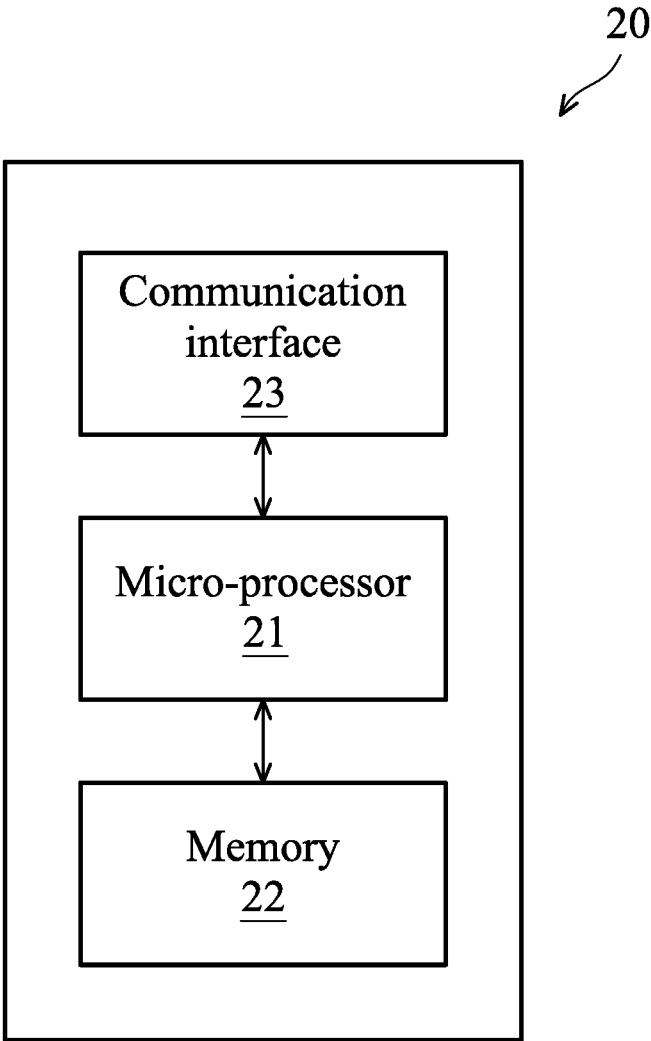 20
Communication
interface
23
Micro-processor
21
Memory
22